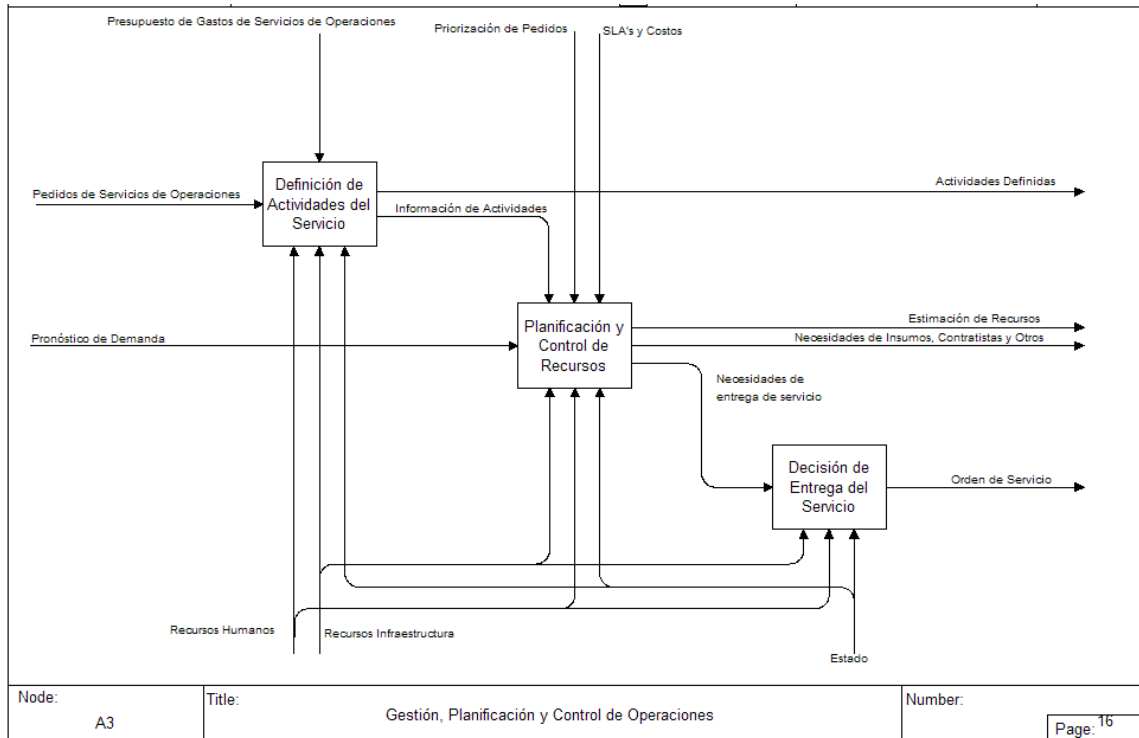 Presupuesto de Gastos de Servicios de Operaciones
Priorización de Pedidos
SLA's y Costos
Pedidos de Servicios de Operaciones
Definición de
Actividades del
Servicio
Actividades Definidas
Información de Actividades
Pronóstico de Demanda
Planificación y
Control de
Recursos
Estimación de Recursos
Necesidades de Insumos, Contratistas y Otros
Necesidades de
entrega de servicio
Decisión de
Entrega del
Servicio
Orden de Servicio
Recursos Humanos
Recursos Infraestructura
Estado
Node:
A3
Title:
Gestión, Planificación y Control de Operaciones
Number:
Page: 16